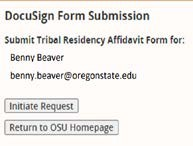 DocuSign Form Submission
Submit Tribal Residency Affidavit Form for:
Benny Beaver
benny.beaver@oregonstate.edu
Initiate Request
Return to OSU Homepage